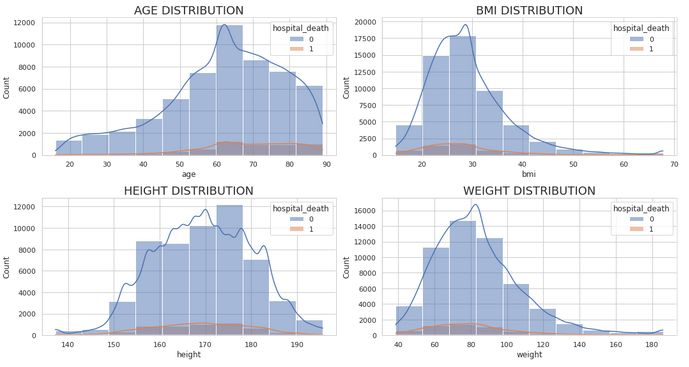 AGE DISTRIBUTION
hospital_death
0
1
12000
10000
8000
6000
4000
2000
0
Count
20 30 40 50 60 70 80 90
age
BMI DISTRIBUTION
hospital_death
0
1
20000
17500
15000
12500
10000
7500
5000
2500
0
Count
20 30 40 50 60 70
bmi
HEIGHT DISTRIBUTION
hospital_death
0
1
12000
10000
8000
6000
4000
2000
0
Count
140 150 160 170 180 190
height
WEIGHT DISTRIBUTION
hospital_death
0
1
16000
14000
12000
10000
8000
6000
4000
2000
0
Count
40 60 80 100 120 140 160 180
weight